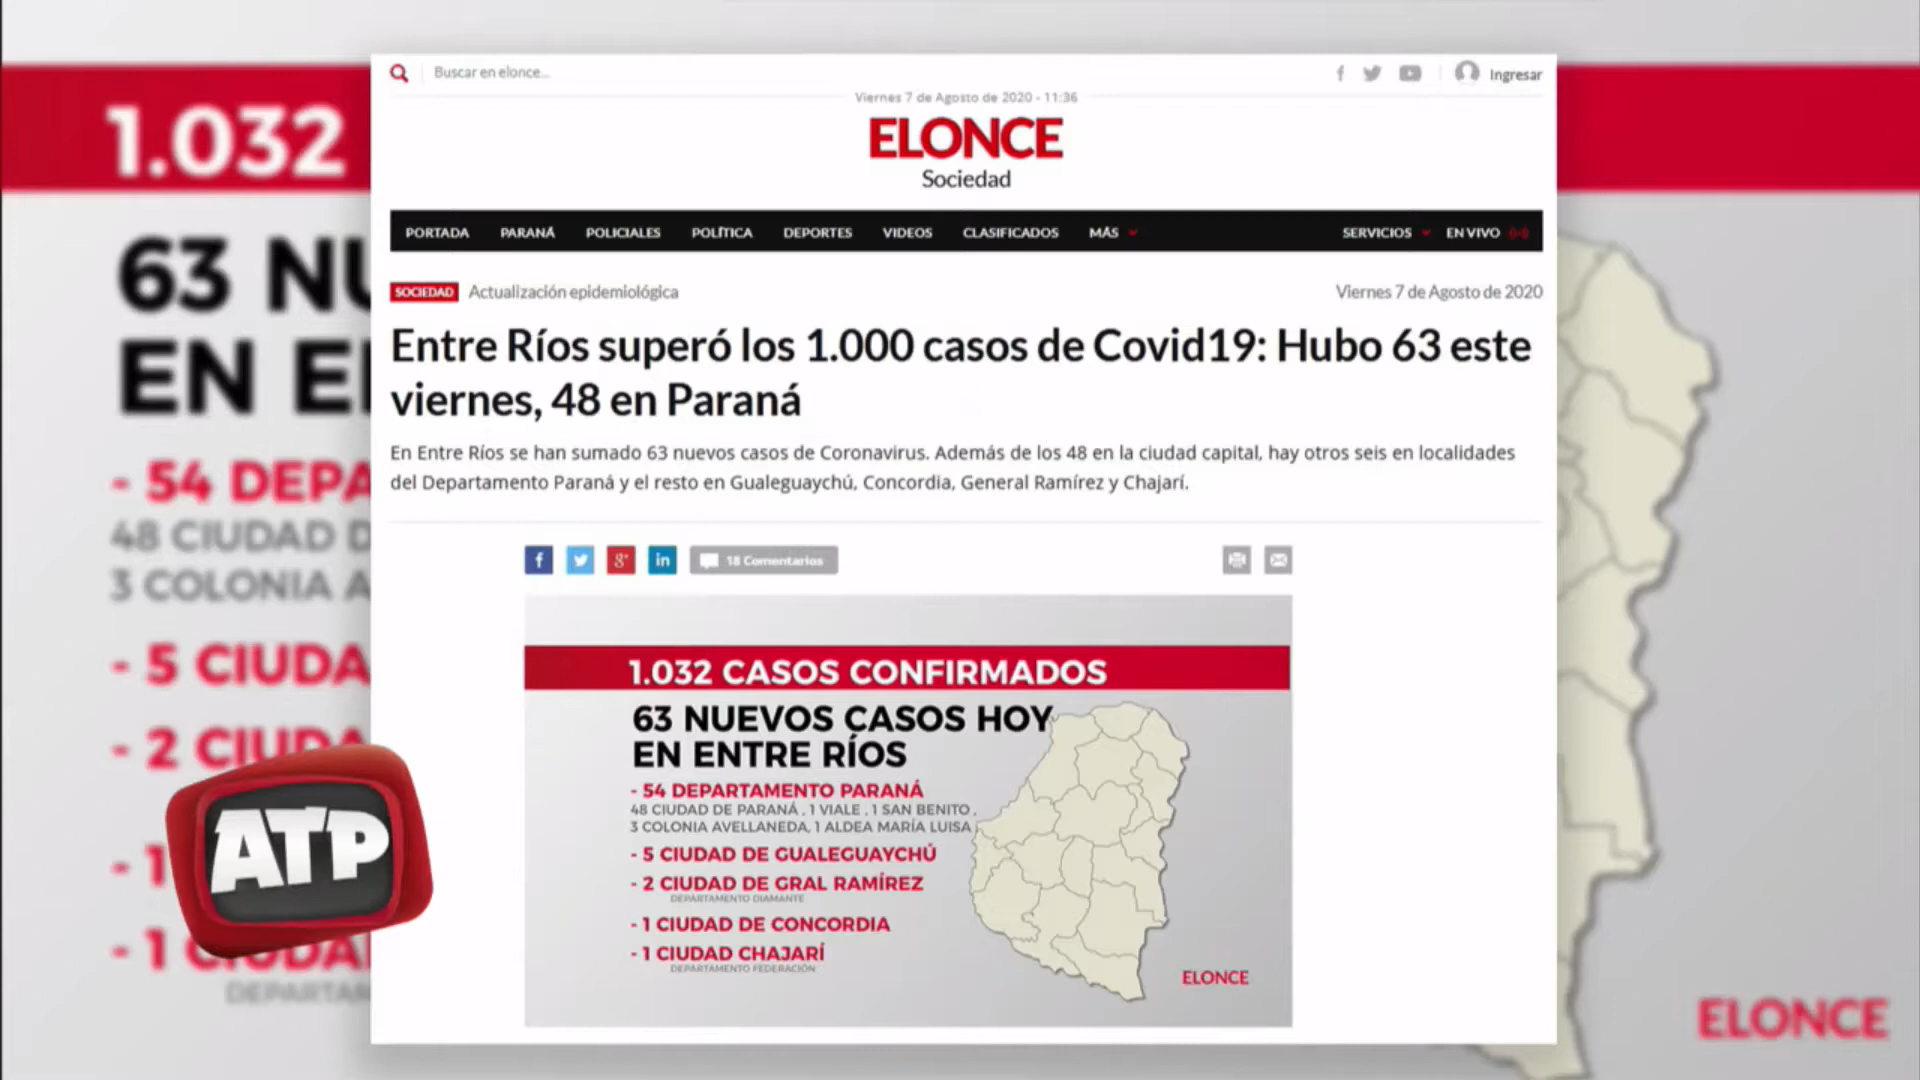 Buscar en elonce...
Ingresar
Viernes 7 de Agosto de 2020 - 11:36
ELONCE
Sociedad
PORTADA PARANÁ POLICIALES POLÍTICA DEPORTES VIDEOS CLASIFICADOS MÁS SERVICIOS EN VIVO
SOCIEDAD Actualización epidemiológica Viernes 7 de Agosto de 2020
Entre Ríos superó los 1.000 casos de Covid19: Hubo 63 este
viernes, 48 en Paraná
En Entre Ríos se han sumado 63 nuevos casos de Coronavirus. Además de los 48 en la ciudad capital, hay otros seis en localidades
del Departamento Paraná y el resto en Gualeguaychú, Concordia, General Ramírez y Chajarí.
f 8+ in 18 Comentarios
1.032 CASOS CONFIRMADOS
63 NUEVOS CASOS HOY
EN ENTRE RÍOS
- 54 DEPARTAMENTO PARANÁ
48 CIUDAD DE PARANÁ , 1 VIALE , 1 SAN BENITO ,
3 COLONIA AVELLANEDA, 1 ALDEA MARÍA LUISA
- 5 CIUDAD DE GUALEGUAYCHÚ
- 2 CIUDAD DE GRAL RAMÍREZ
DEPARTAMENTO DIAMANTE
- 1 CIUDAD DE CONCORDIA
- 1 CIUDAD CHAJARÍ
DEPARTAMENTO FEDERACIÓN
ELONCE
1.032
63 NU
EN E
- 54 DEPA
48 CIUDAD D
3 COLONIA A
- 5 CIUDA
- 2 CIUDA
- 1
- 1 CIUDA
DEPARTAM
ATP
ELONCE